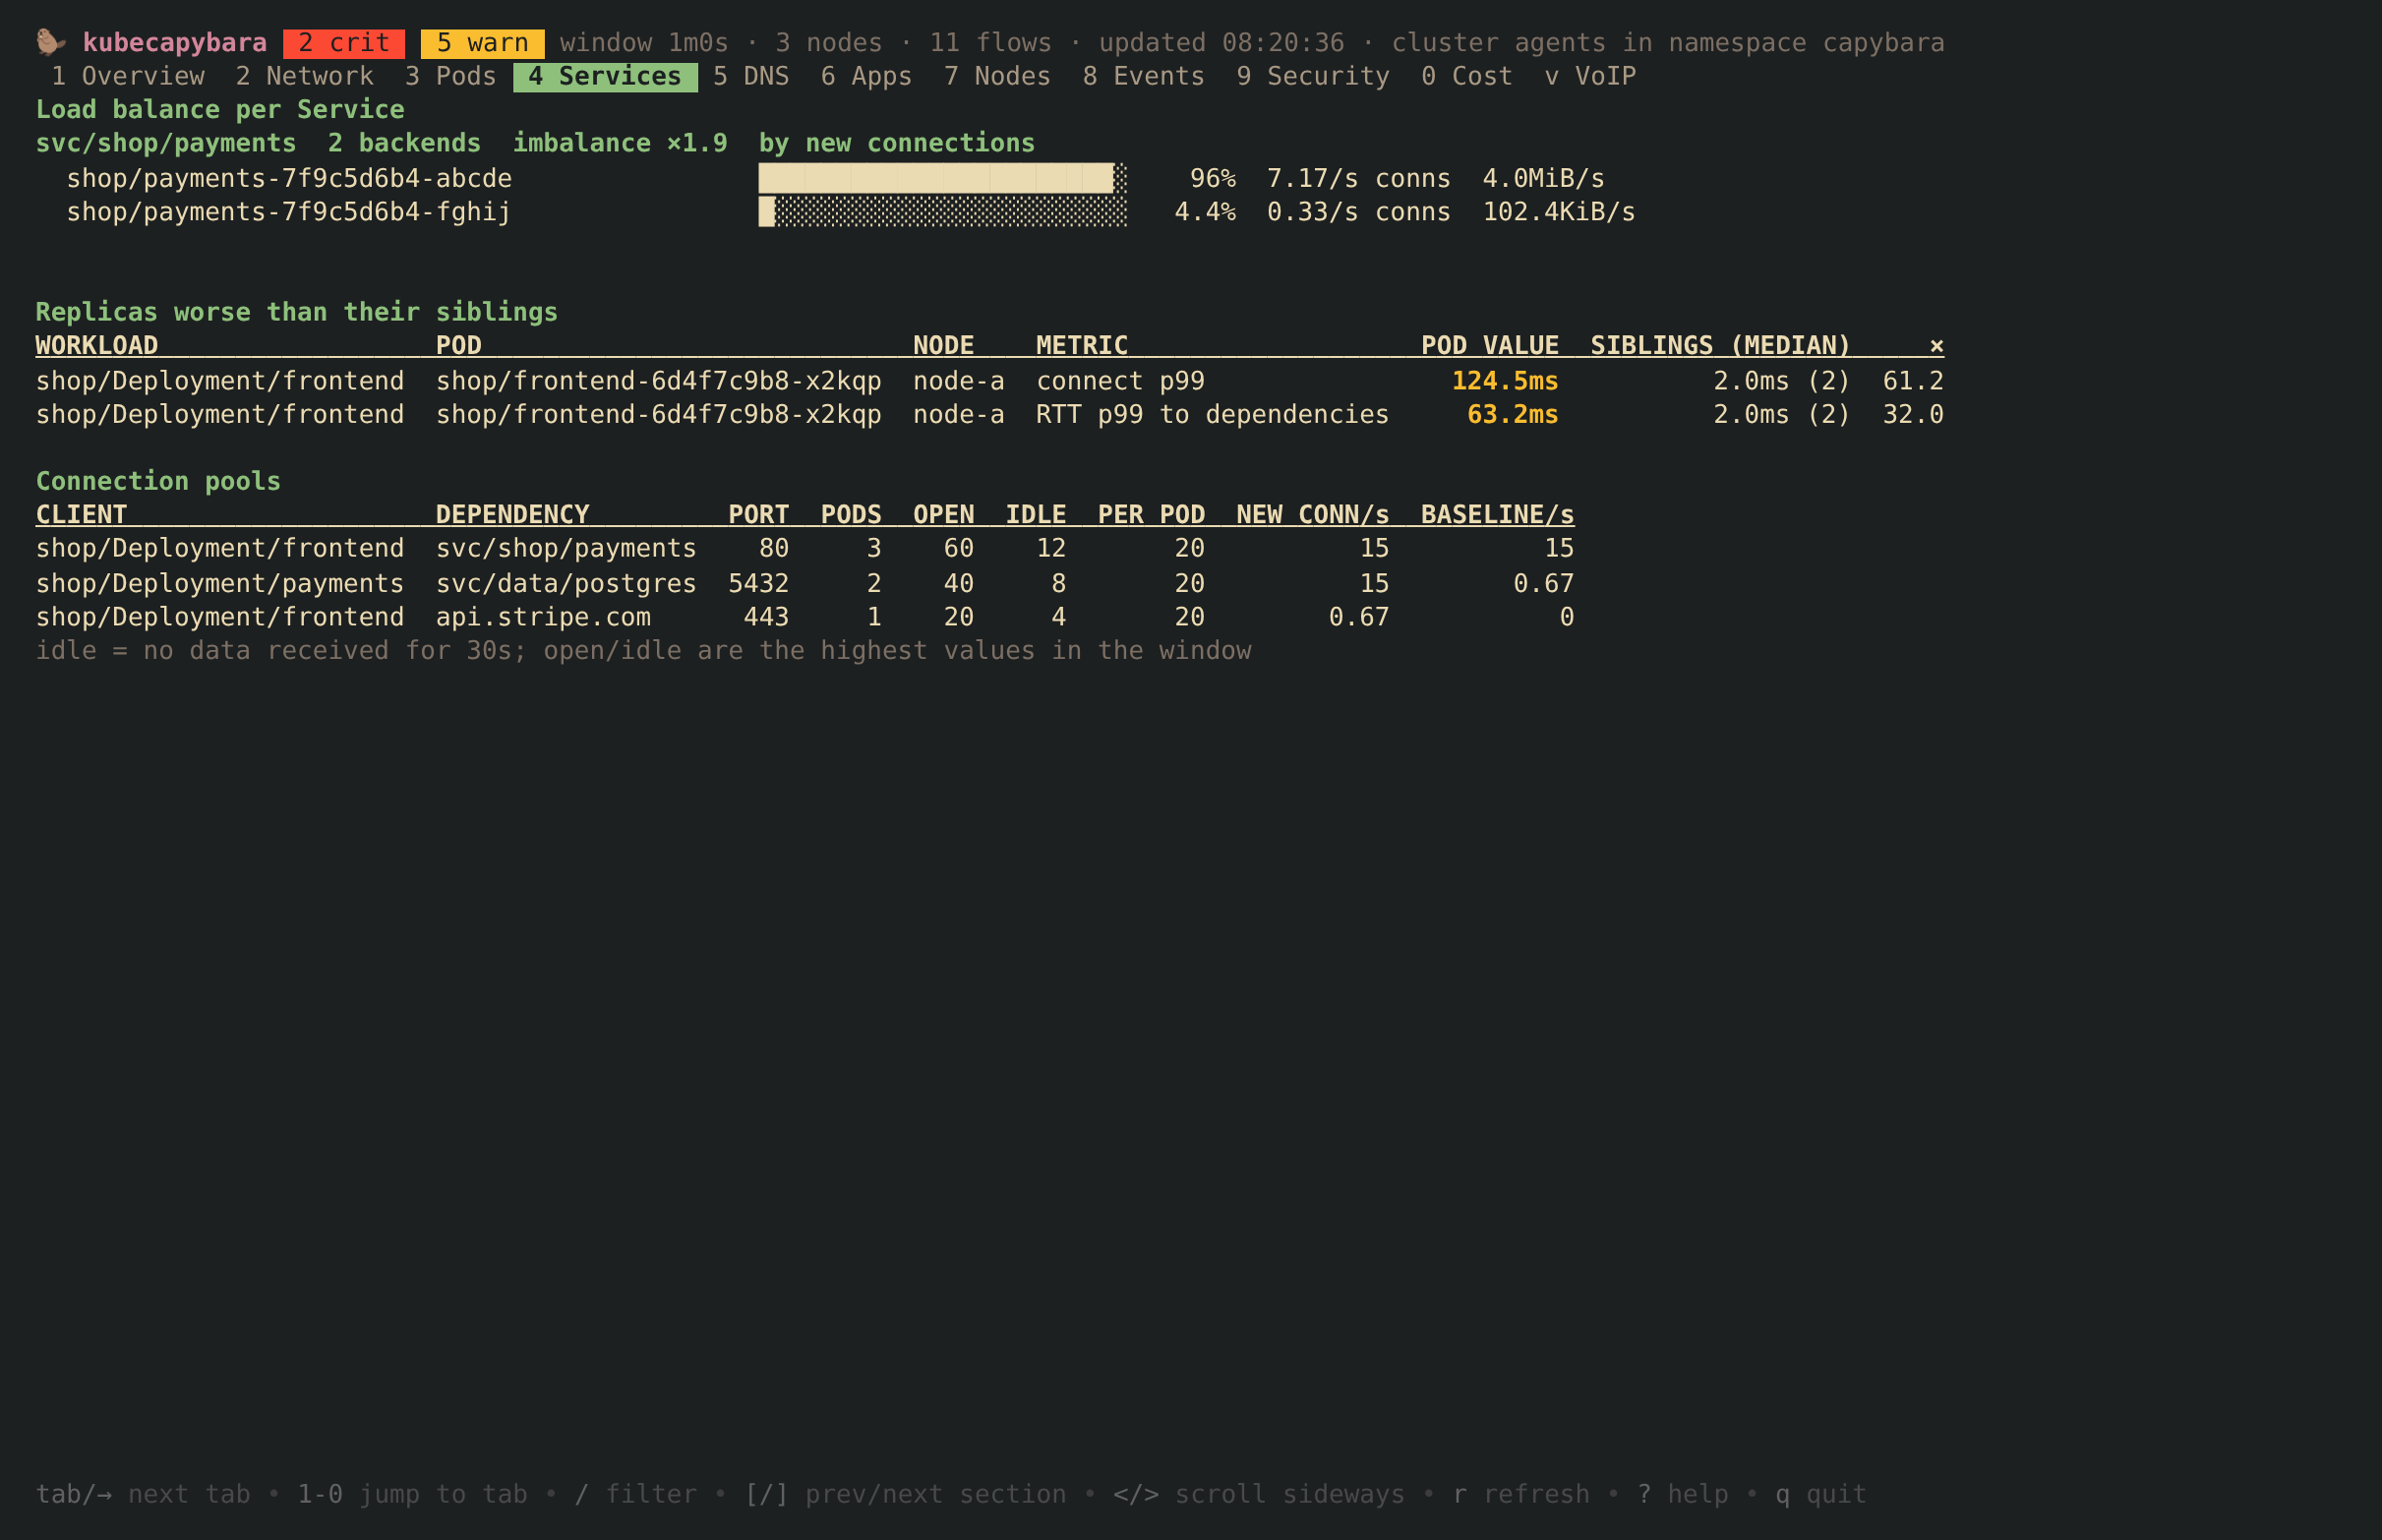 🦫 kubecapybara 2 crit 5 warn window 1m0s · 3 nodes · 11 flows · updated 08:20:36 · cluster agents in namespace capybara
1 Overview 2 Network 3 Pods 4 Services 5 DNS 6 Apps 7 Nodes 8 Events 9 Security 0 Cost v VoIP
Load balance per Service
svc/shop/payments 2 backends imbalance ×1.9 by new connections
shop/payments-7f9c5d6b4-abcde 96% 7.17/s conns 4.0MiB/s
shop/payments-7f9c5d6b4-fghij 4.4% 0.33/s conns 102.4KiB/s
Replicas worse than their siblings
WORKLOAD POD NODE METRIC POD VALUE SIBLINGS (MEDIAN) ×
shop/Deployment/frontend shop/frontend-6d4f7c9b8-x2kqp node-a connect p99 124.5ms 2.0ms (2) 61.2
shop/Deployment/frontend shop/frontend-6d4f7c9b8-x2kqp node-a RTT p99 to dependencies 63.2ms 2.0ms (2) 32.0
Connection pools
CLIENT DEPENDENCY PORT PODS OPEN IDLE PER POD NEW CONN/s BASELINE/s
shop/Deployment/frontend svc/shop/payments 80 3 60 12 20 15 15
shop/Deployment/payments svc/data/postgres 5432 2 40 8 20 15 0.67
shop/Deployment/frontend api.stripe.com 443 1 20 4 20 0.67 0
idle = no data received for 30s; open/idle are the highest values in the window
tab/→ next tab • 1-0 jump to tab • / filter • [/] prev/next section • </> scroll sideways • r refresh • ? help • q quit